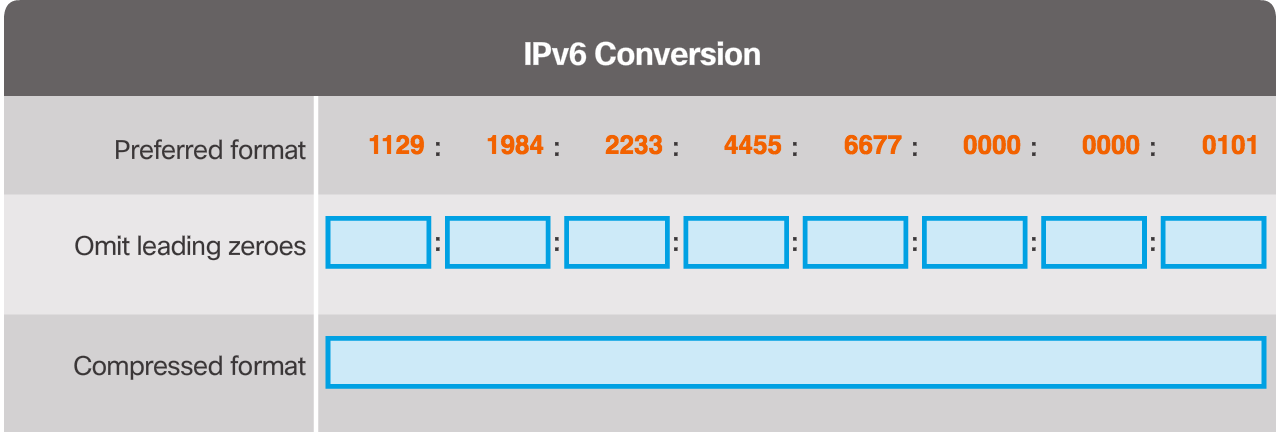 IPv6 Conversion
Preferred format 1129 : 1984 : 2233 : 4455 : 6677 : 0000 : 0000 : 0101
Omit leading zeroes : : : : : : :
Compressed format